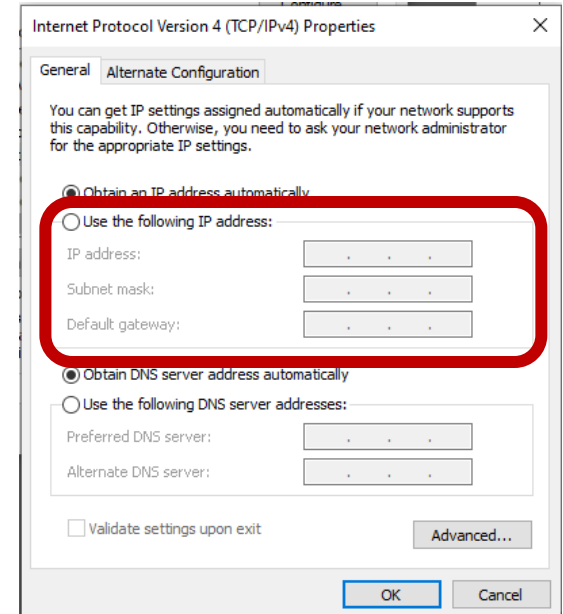 Configure...
Internet Protocol Version 4 (TCP/IPv4) Properties
General
Alternate Configuration
You can get IP settings assigned automatically if your network supports
this capability. Otherwise, you need to ask your network administrator
for the appropriate IP settings.
Obtain an IP address automatically
Use the following IP address:
IP address:
Subnet mask:
Default gateway:
Obtain DNS server address automatically
Use the following DNS server addresses:
Preferred DNS server:
Alternate DNS server:
Validate settings upon exit
Advanced...
OK
Cancel